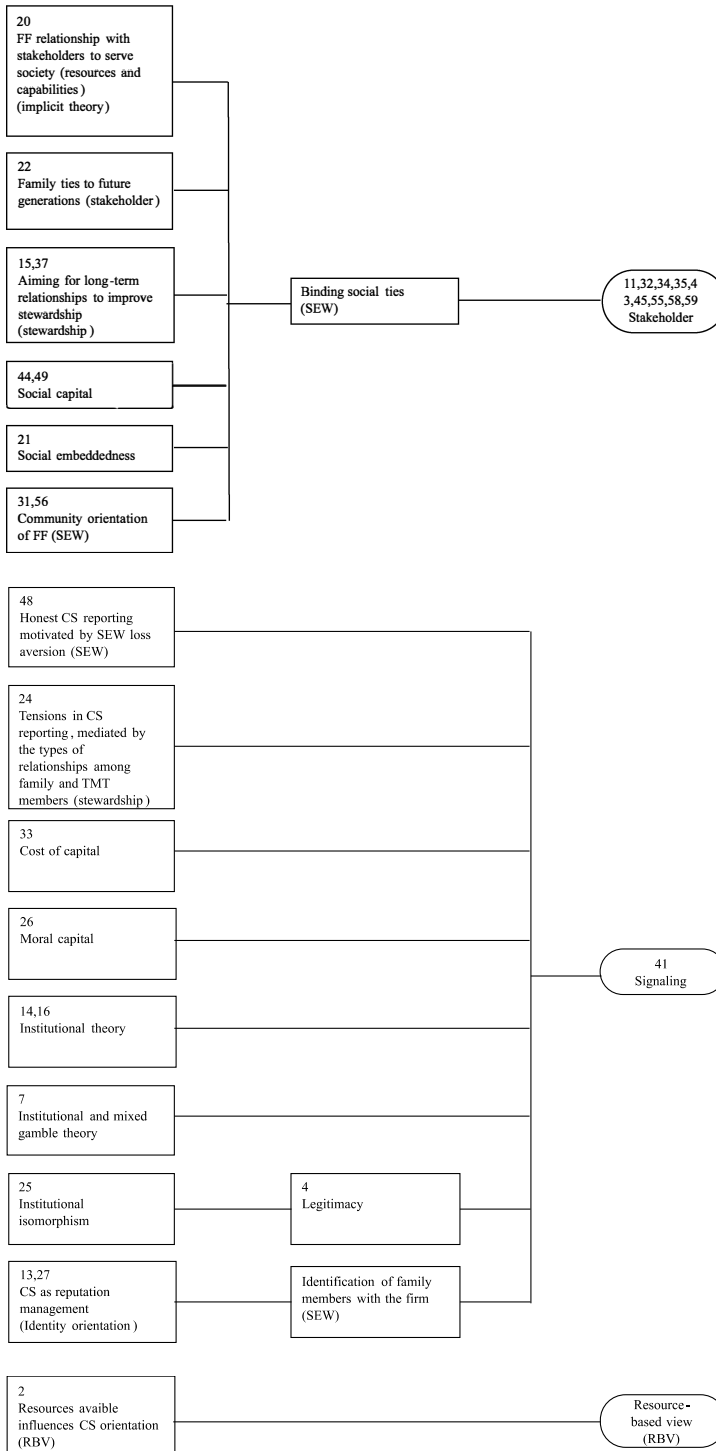 20
FF relationship with
stakeholders to serve
society (resources and
capabilities)
(implicit theory)
22
Family ties to future
generations (stakeholder)
15,37
Aiming for long-term
relationships to improve
stewardship
(stewardship)
44,49
Social capital
21
Social embeddedness
31,56
Community orientation
of FF (SEW)
Binding social ties
(SEW)
11,32,34,35,4
3,45,55,58,59
Stakeholder
48
Honest CS reporting
motivated by SEW loss
aversion (SEW)
24
Tensions in CS
reporting, mediated by
the types of
relationships among
family and TMT
members (stewardship)
33
Cost of capital
26
Moral capital
14,16
Institutional theory
7
Institutional and mixed
gamble theory
25
Institutional
isomorphism
4
Legitimacy
13,27
CS as reputation
management
(Identity orientation)
Identification of family
members with the firm
(SEW)
41
Signaling
2
Resources avaible
influences CS orientation
(RBV)
Resource-
based view
(RBV)